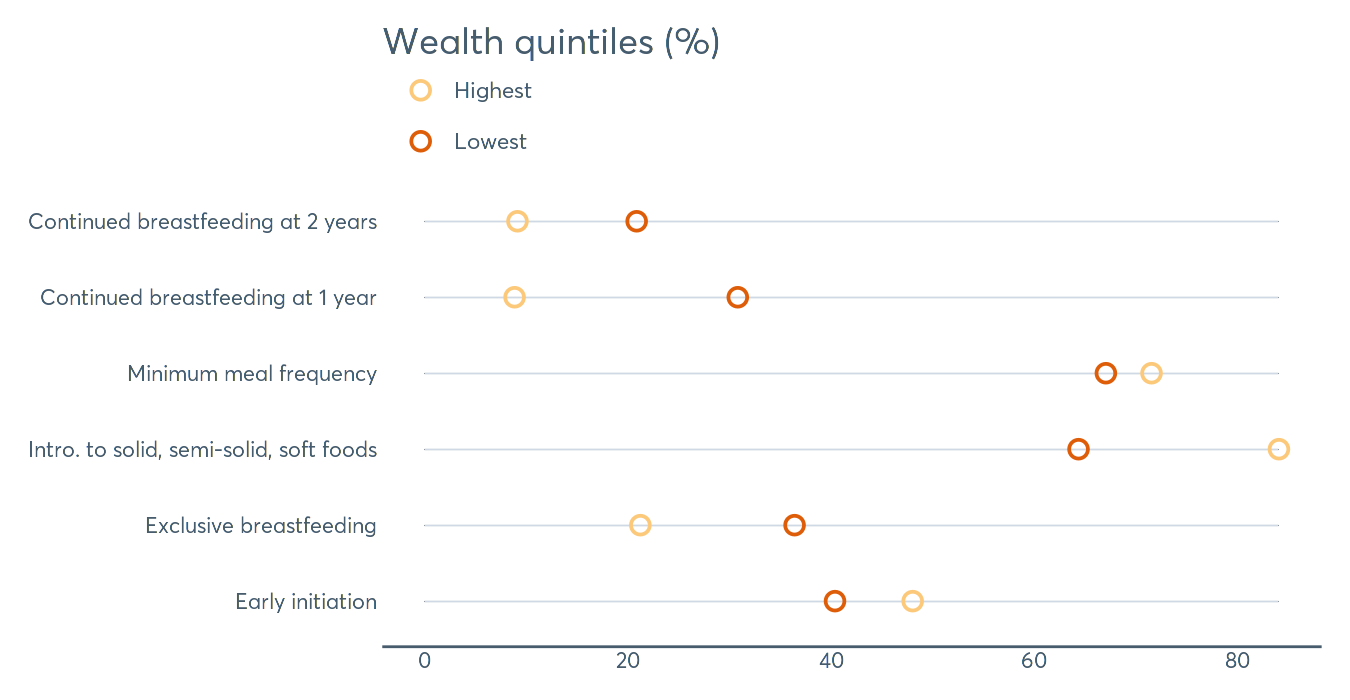 Wealth quintiles (%)
Highest
Lowest
Continued breastfeeding at 2 years
Continued breastfeeding at 1 year
Minimum meal frequency
Intro. to solid, semi-solid, soft foods
Exclusive breastfeeding
Early initiation
0 20 40 60 80